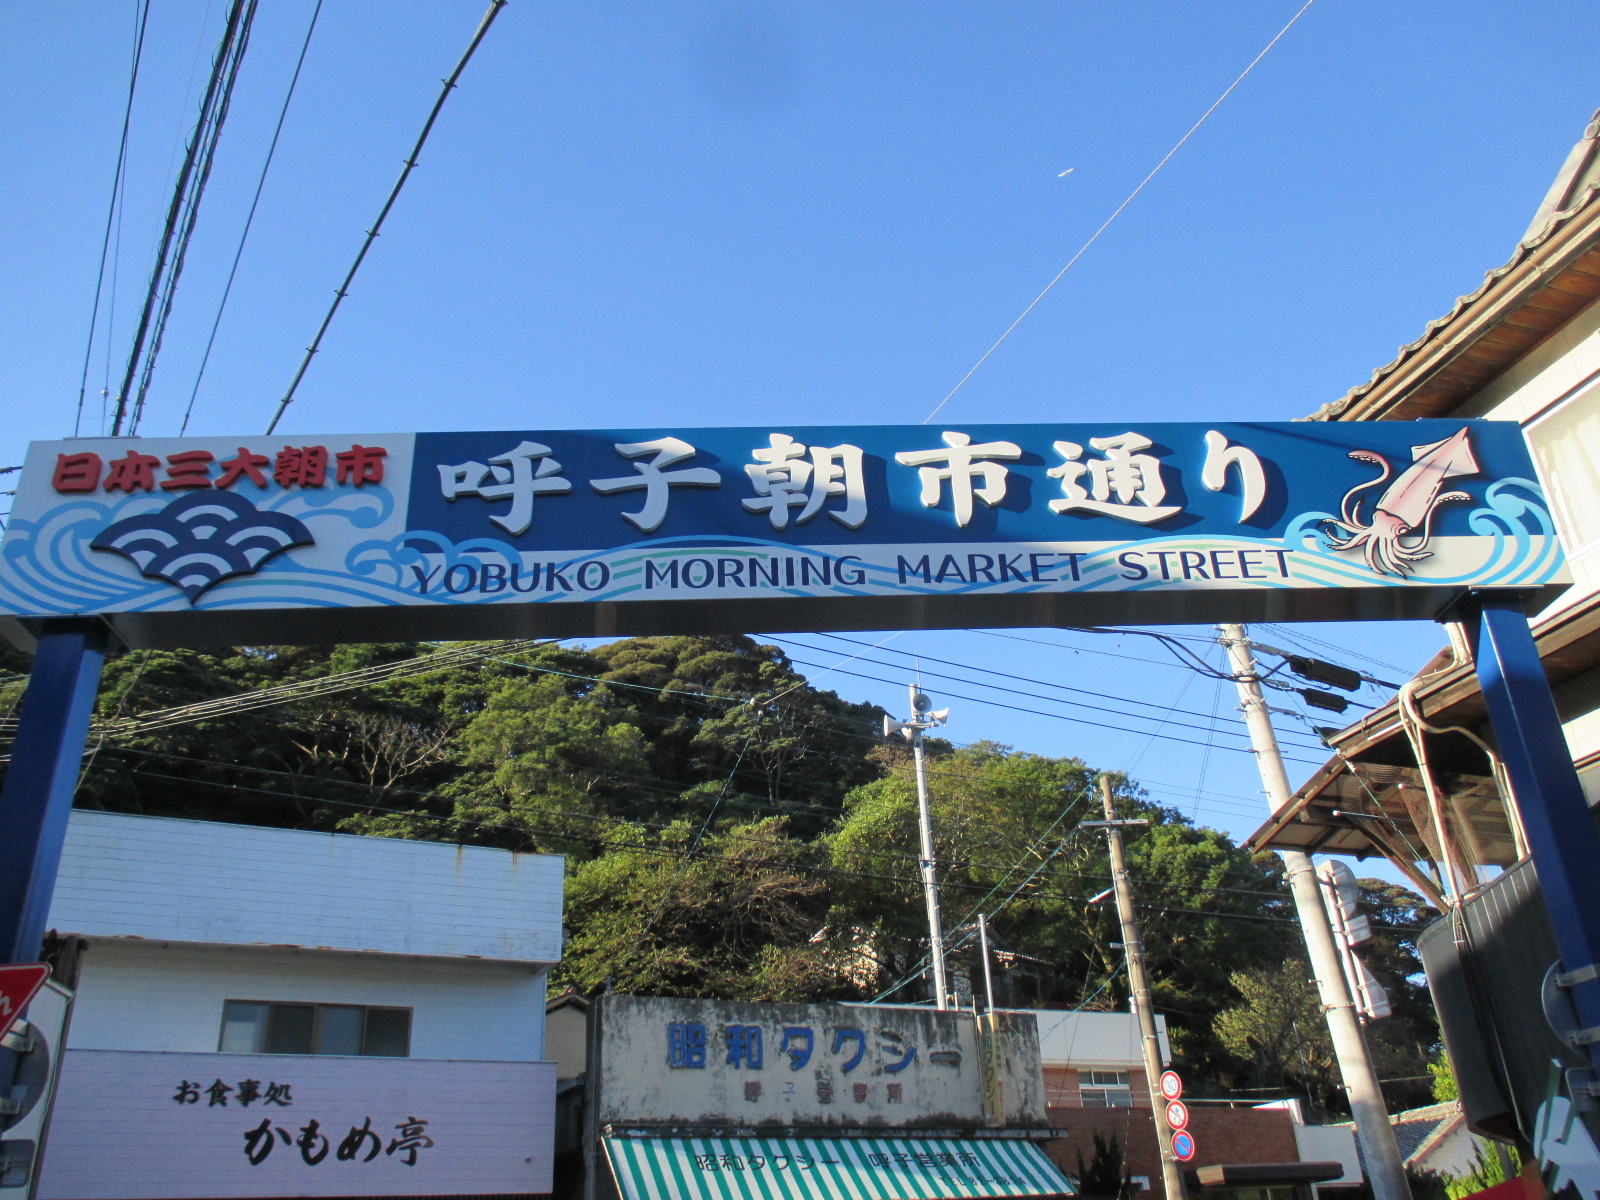 日本三大朝市
呼子朝市通り
YOBUKO MORNING MARKET STREET
お食事処
かもめ亭
昭和タクシー
呼子営業所
昭和タクシー 呼子営業所
30